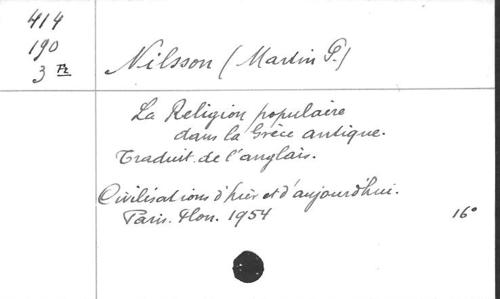 414
190
3
Nilsson (Martin P.)
La Religion populaire
dans la Grèce antique.
Traduit de l'anglais.
Civilisations d'hier et d'aujourd'hui.
Paris. Plon. 1954
16°